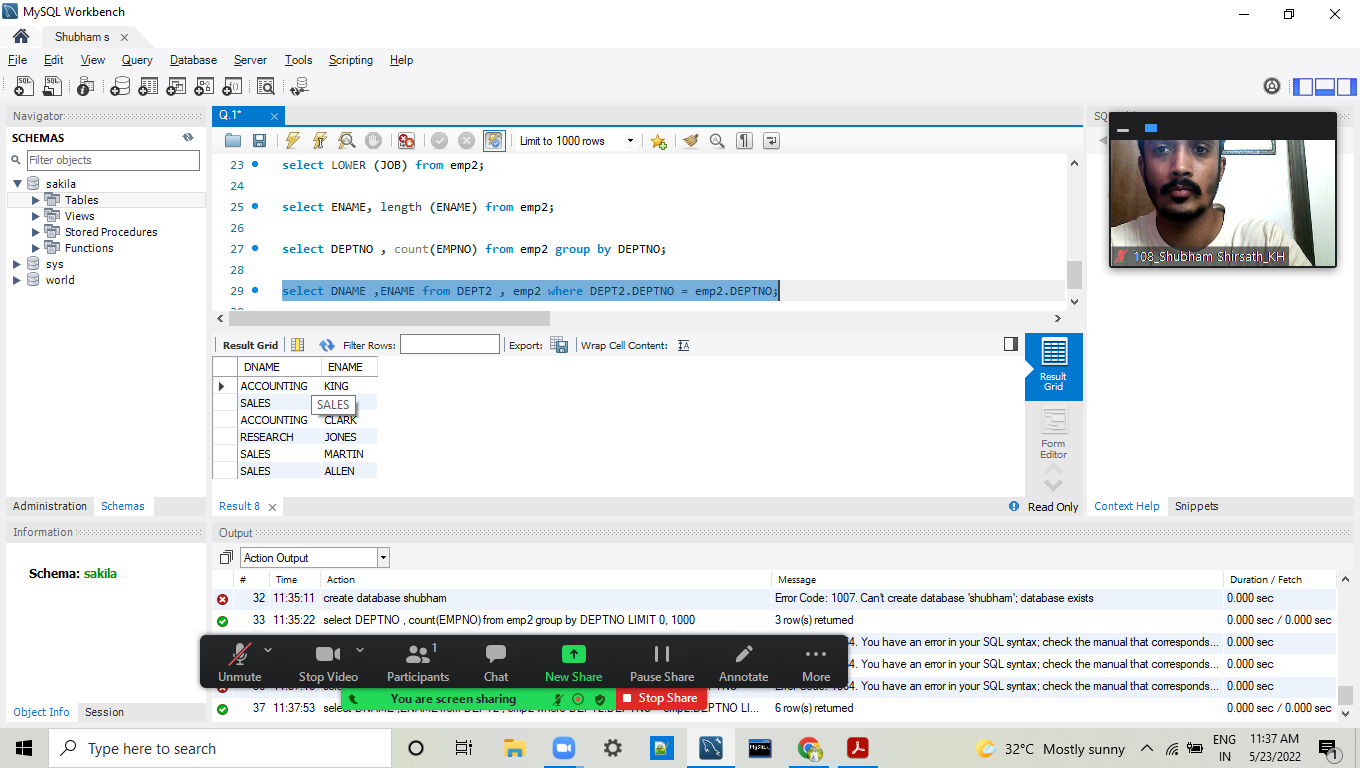 MySQL Workbench
Shubham s
File Edit View Query Database Server Tools Scripting Help
Navigator
SCHEMAS
Filter objects
sakila
Tables
Views
Stored Procedures
Functions
sys
world
Administration Schemas
Information
Schema: sakila
Object Info Session
Q.1*
Limit to 1000 rows
23 select LOWER (JOB) from emp2;
24
25 select ENAME, length (ENAME) from emp2;
26
27 select DEPTNO , count(EMPNO) from emp2 group by DEPTNO;
28
29 select DNAME ,ENAME from DEPT2 , emp2 where DEPT2.DEPTNO = emp2.DEPTNO;
Result Grid Filter Rows: Export: Wrap Cell Content:
DNAME ENAME
ACCOUNTING KING
SALES
SALES
ACCOUNTING CLARK
RESEARCH JONES
SALES MARTIN
SALES ALLEN
Result Grid
Form Editor
Result 8
Read Only
SQ
108_Shubham Shirsath_KH
Context Help Snippets
Output
Action Output
# Time Action Message Duration / Fetch
32 11:35:11 create database shubham Error Code: 1007. Can't create database 'shubham'; database exists 0.000 sec
33 11:35:22 select DEPTNO , count(EMPNO) from emp2 group by DEPTNO LIMIT 0, 1000 3 row(s) returned 0.000 sec / 0.000 sec
4. You have an error in your SQL syntax; check the manual that corresponds... 0.000 sec
4. You have an error in your SQL syntax; check the manual that corresponds... 0.000 sec
You have an error in your SQL syntax; check the manual that corresponds... 0.000 sec
37 11:37:53 select DNAME ,ENAME from DEPT2 , emp2 where DEPT2.DEPTNO = emp2.DEPTNO LI... 6 row(s) returned 0.000 sec / 0.000 sec
1
Unmute Stop Video Participants Chat New Share Pause Share Annotate More
You are screen sharing Stop Share
Type here to search
MySQL
32°C Mostly sunny
ENG
IN
11:37 AM
5/23/2022
1